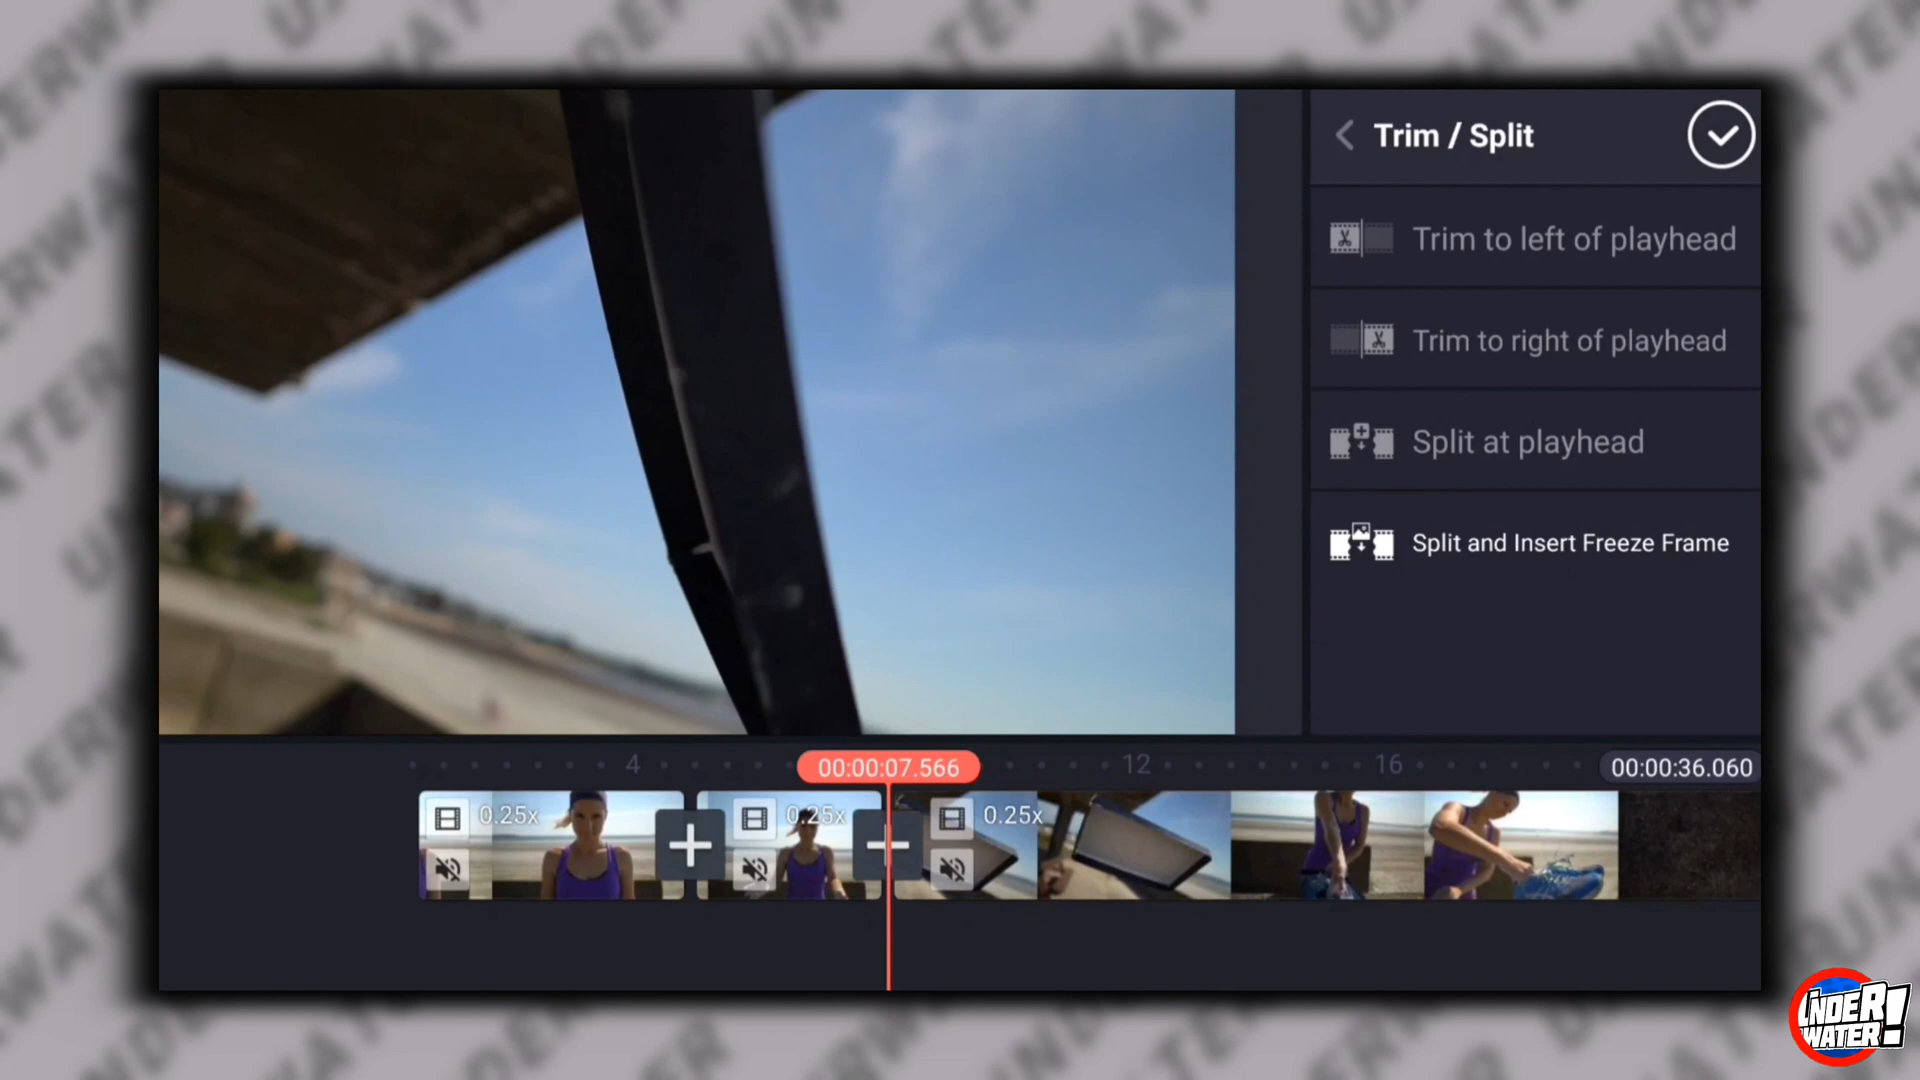 Trim / Split
Trim to left of playhead
Trim to right of playhead
Split at playhead
Split and Insert Freeze Frame
4
00:00:07.566
12
16
00:00:36.060
0.25x
0.25x
0.25x
UNDER
WATER!